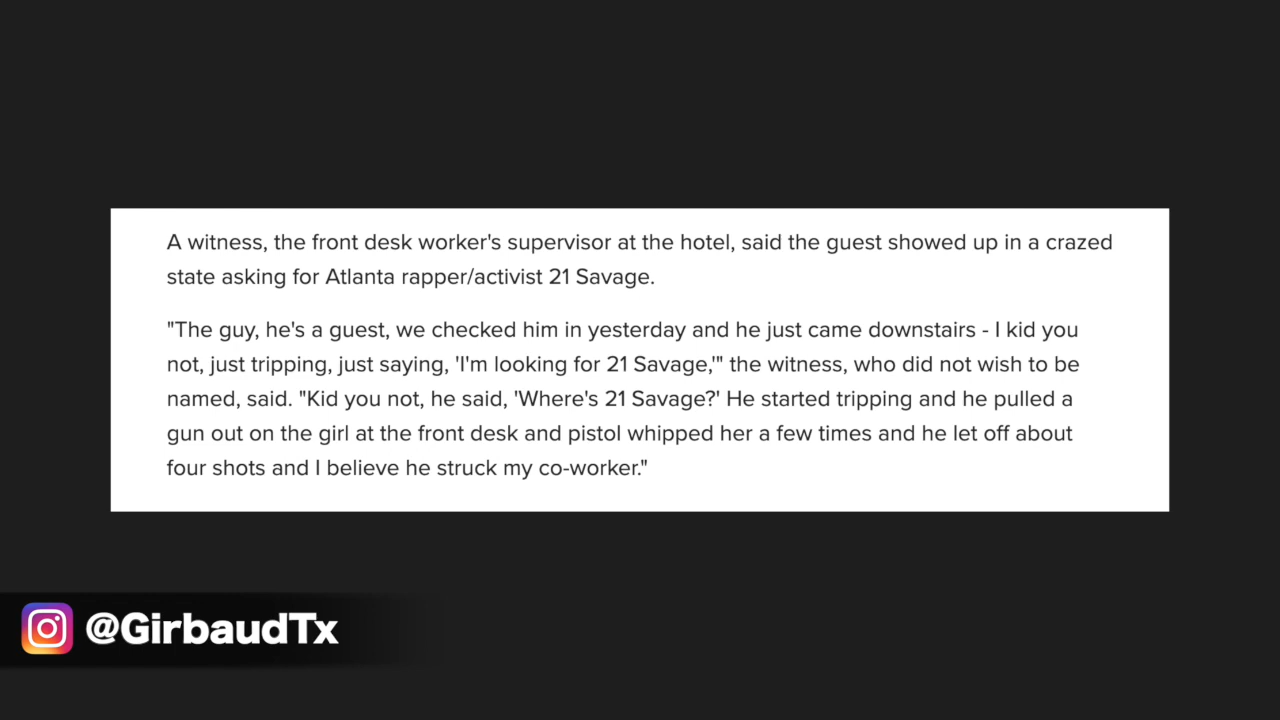 A witness, the front desk worker's supervisor at the hotel, said the guest showed up in a crazed
state asking for Atlanta rapper/activist 21 Savage.
"The guy, he's a guest, we checked him in yesterday and he just came downstairs - I kid you
not, just tripping, just saying, 'I'm looking for 21 Savage,'" the witness, who did not wish to be
named, said. "Kid you not, he said, 'Where's 21 Savage?' He started tripping and he pulled a
gun out on the girl at the front desk and pistol whipped her a few times and he let off about
four shots and I believe he struck my co-worker."
@GirbaudTx